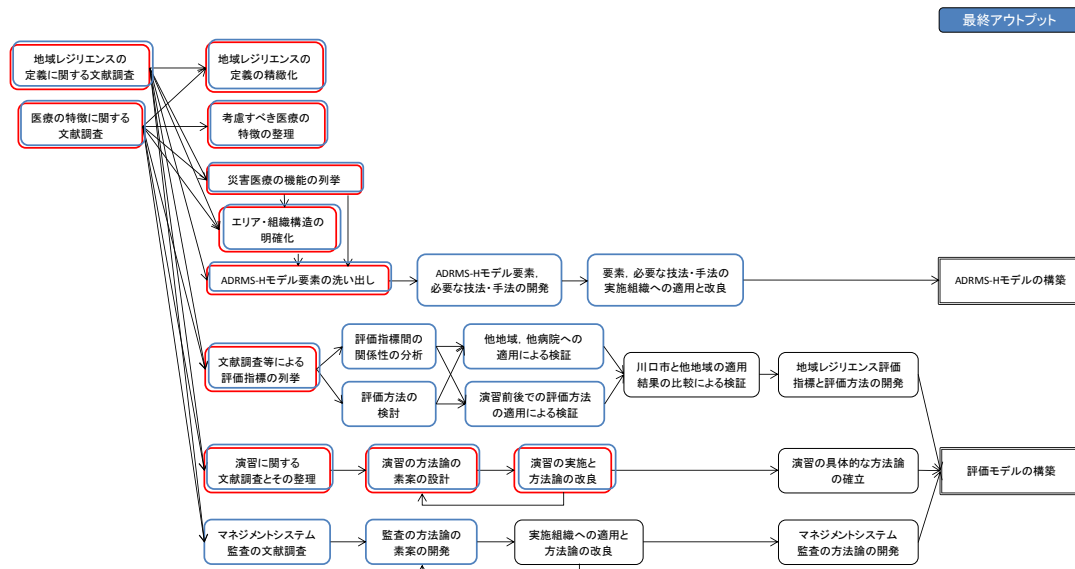 最終アウトプット
地域レジリエンスの
定義に関する文献調査
地域レジリエンスの
定義の精緻化
医療の特徴に関する
文献調査
考慮すべき医療の
特徴の整理
災害医療の機能の列挙
エリア・組織構造の
明確化
ADRMS-Hモデル要素の洗い出し
ADRMS-Hモデル要素，
必要な技法・手法の開発
要素，必要な技法・手法の
実施組織への適用と改良
ADRMS-Hモデルの構築
文献調査等による
評価指標の列挙
評価指標間の
関係性の分析
評価方法の
検討
他地域，他病院への
適用による検証
演習前後での評価方法
の適用による検証
川口市と他地域の適用
結果の比較による検証
地域レジリエンス評価
指標と評価方法の開発
演習に関する
文献調査とその整理
演習の方法論の
素案の設計
演習の実施と
方法論の改良
演習の具体的な方法論
の確立
評価モデルの構築
マネジメントシステム
監査の文献調査
監査の方法論の
素案の開発
実施組織への適用と
方法論の改良
マネジメントシステム
監査の方法論の開発